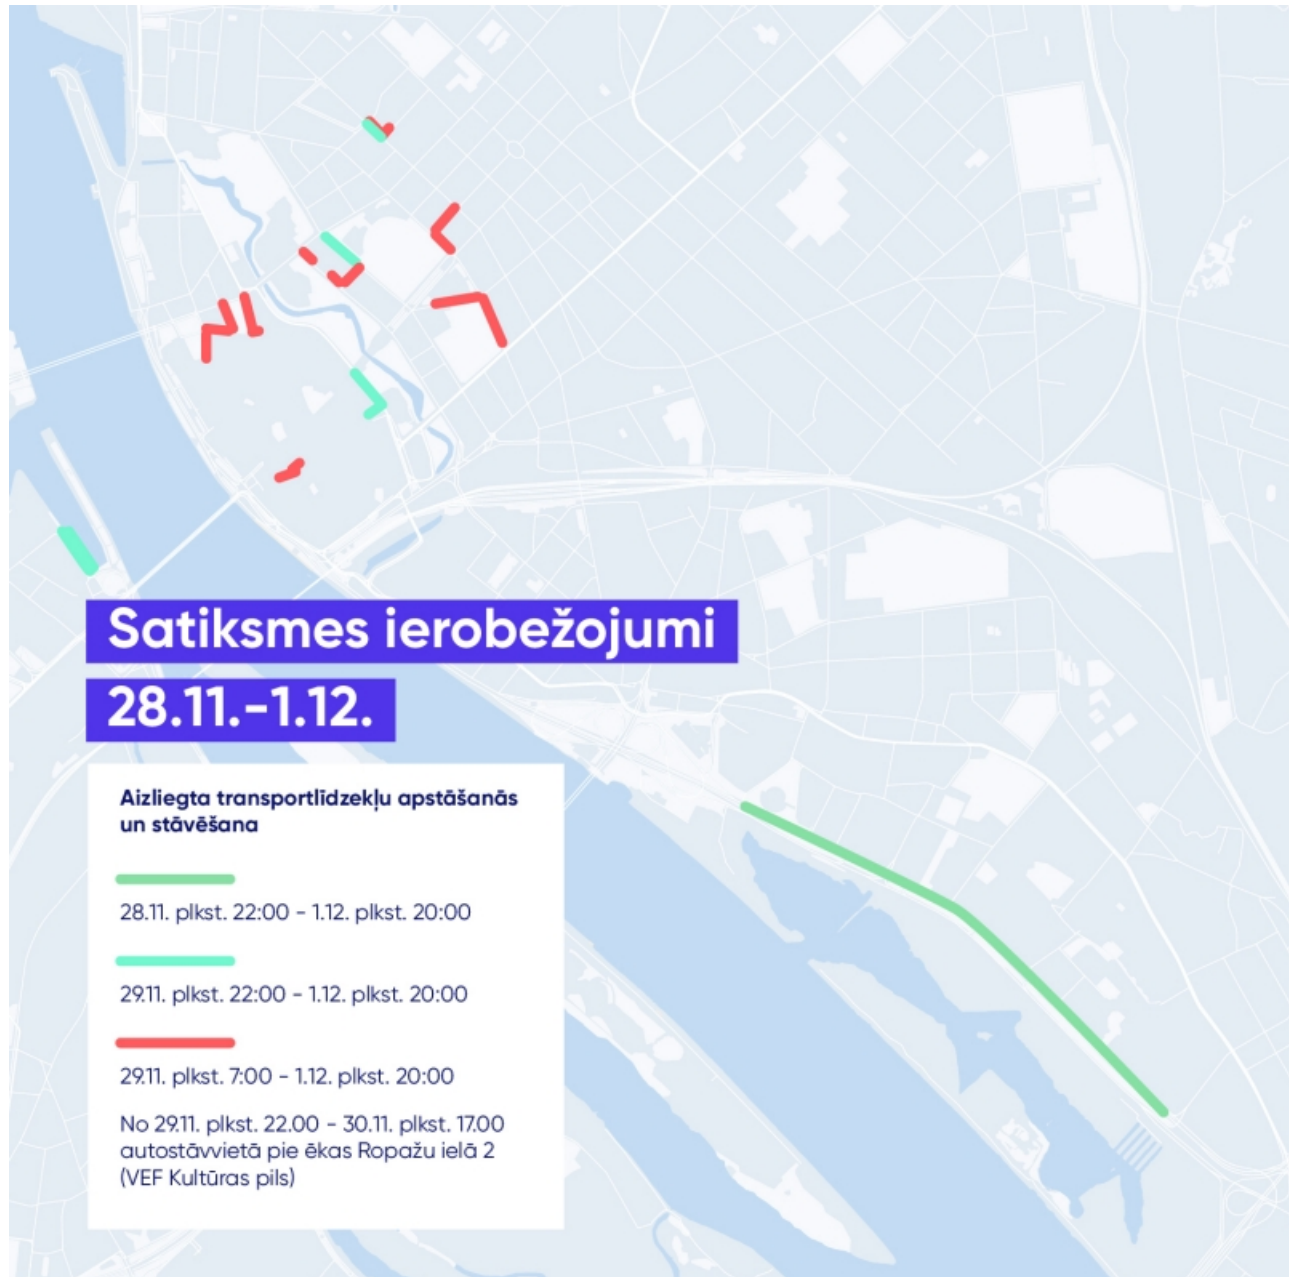 Satiksmes ierobežojumi
28.11.-1.12.
Aizliegta transportlīdzekļu apstāšanās
un stāvēšana
28.11. plkst. 22:00 - 1.12. plkst. 20:00
29.11. plkst. 22:00 - 1.12. plkst. 20:00
29.11. plkst. 7:00 - 1.12. plkst. 20:00
No 29.11. plkst. 22.00 - 30.11. plkst. 17.00
autostāvvietā pie ēkas Ropažu ielā 2
(VEF Kultūras pils)